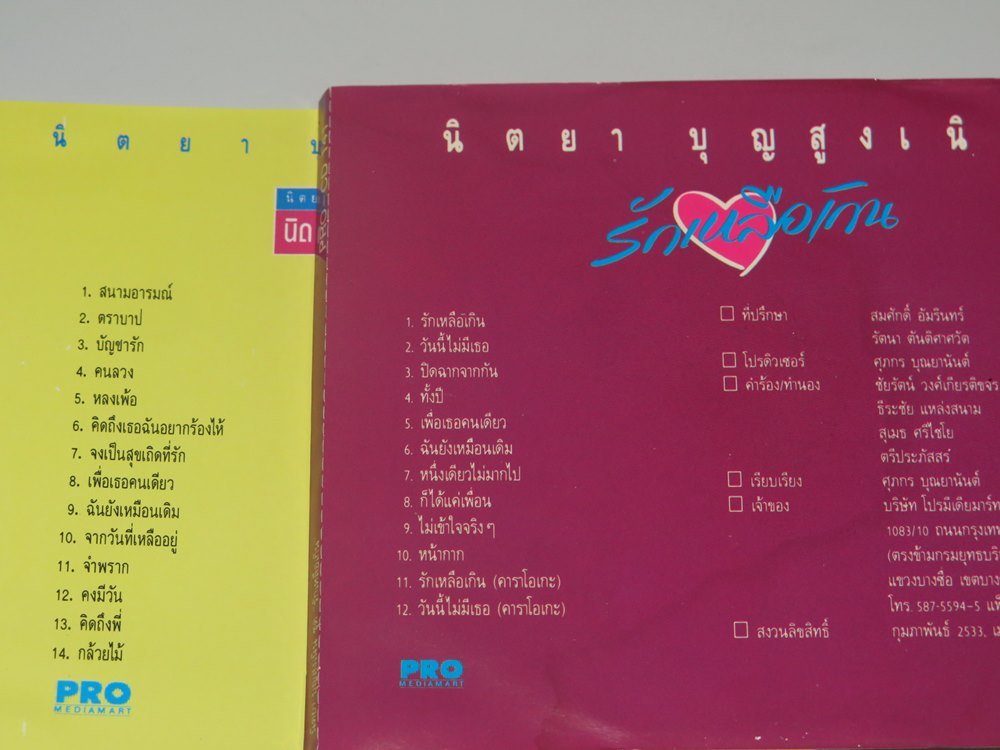 นิตยา บ
นิตย
นิด
1. สนามอารมณ์
2. ตราบาป
3. บัญชารัก
4. คนลวง
5. หลงเพ้อ
6. คิดถึงเธอฉันอยากร้องไห้
7. จงเป็นสุขเถิดที่รัก
8. เพื่อเธอคนเดียว
9. ฉันยังเหมือนเดิม
10. จากวันที่เหลืออยู่
11. จำพราก
12. คงมีวัน
13. คิดถึงพี่
14. กล้วยไม้
PRO
MEDIAMART
นิตยา บุญสูงเนิ
รักเหลือเกิน
1. รักเหลือเกิน
2. วันนี้ไม่มีเธอ
3. ปิดฉากจากกัน
4. ทั้งปี
5. เพื่อเธอคนเดียว
6. ฉันยังเหมือนเดิม
7. หนึ่งเดียวไม่มากไป
8. ก็ได้แค่เพื่อน
9. ไม่เข้าใจจริงๆ
10. หน้ากาก
11. รักเหลือเกิน (คาราโอเกะ)
12. วันนี้ไม่มีเธอ (คาราโอเกะ)
PRO
MEDIAMART
ที่ปรึกษา สมศักดิ์ อัมรินทร์
รัตนา ตันติศาศวัต
โปรดิวเซอร์ ศุภกร บุณยานันต์
คำร้อง/ทำนอง ชัยรัตน์ วงศ์เกียรติขจร
ธีระชัย แหล่งสนาม
สุเมธ ศรีไชโย
ตรีประภัสสร์
เรียบเรียง ศุภกร บุณยานันต์
เจ้าของ บริษัท โปรมีเดียมาร์ท
1083/10 ถนนกรุงเทพ
(ตรงข้ามกรมยุทธบริ
แขวงบางซื่อ เขตบาง
โทร. 587-5594-5 แฟ
สงวนลิขสิทธิ์ กุมภาพันธ์ 2533, เม